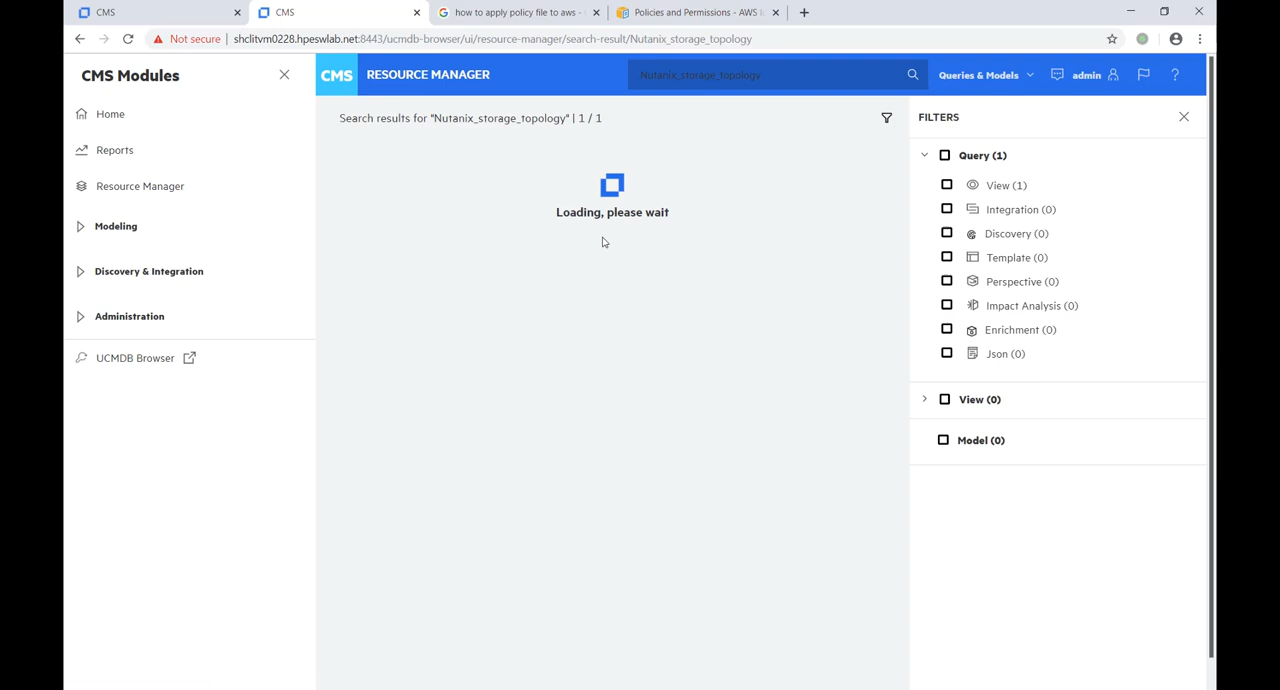 CMS
CMS
how to apply policy file to aws -
Policies and Permissions - AWS
Not secure | shclitvm0228.hpeswlab.net:8443/ucmdb-browser/ui/resource-manager/search-result/Nutanix_storage_topology
CMS Modules
CMS RESOURCE MANAGER
Nutanix_storage_topology
Queries & Models
admin
?
Home
Reports
Resource Manager
Modeling
Discovery & Integration
Administration
UCMDB Browser
Search results for "Nutanix_storage_topology" | 1 / 1
Loading, please wait
FILTERS
Query (1)
View (1)
Integration (0)
Discovery (0)
Template (0)
Perspective (0)
Impact Analysis (0)
Enrichment (0)
Json (0)
View (0)
Model (0)